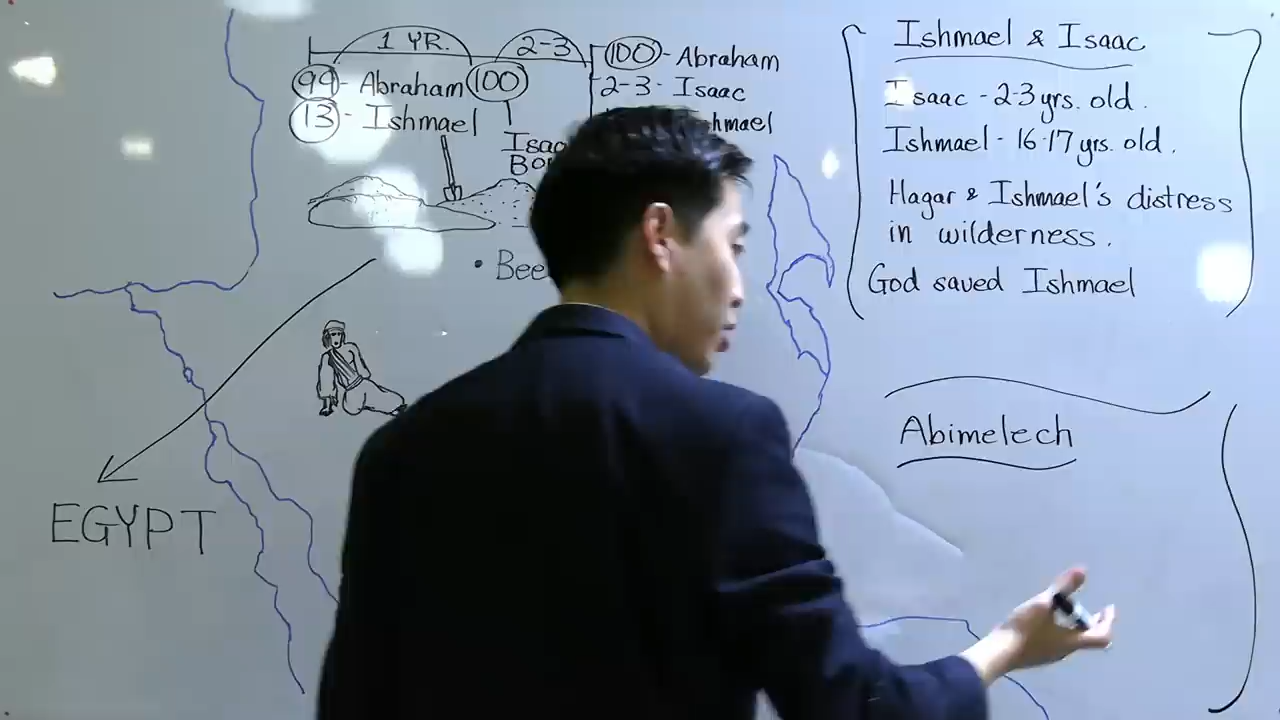 1 YR.
2-3
99 - Abraham 100
13 - Ishmael
100 - Abraham
2-3 - Isaac
EGYPT
Ishmael & Isaac
Isaac - 2-3 yrs. old.
Ishmael - 16-17 yrs. old.
Hagar & Ishmael's distress
in wilderness.
God saved Ishmael
Abimelech